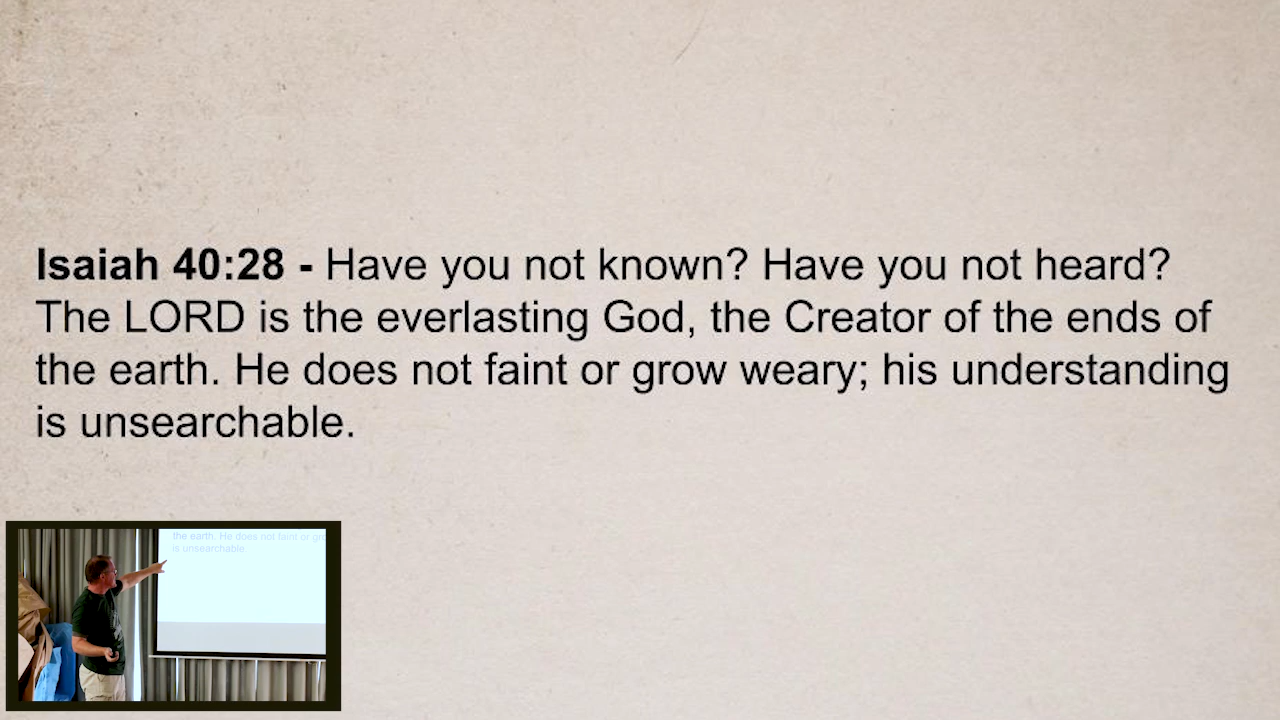 Isaiah 40:28 - Have you not known? Have you not heard?
The LORD is the everlasting God, the Creator of the ends of
the earth. He does not faint or grow weary; his understanding
is unsearchable.
the earth. He does not faint or
is unsearchable.